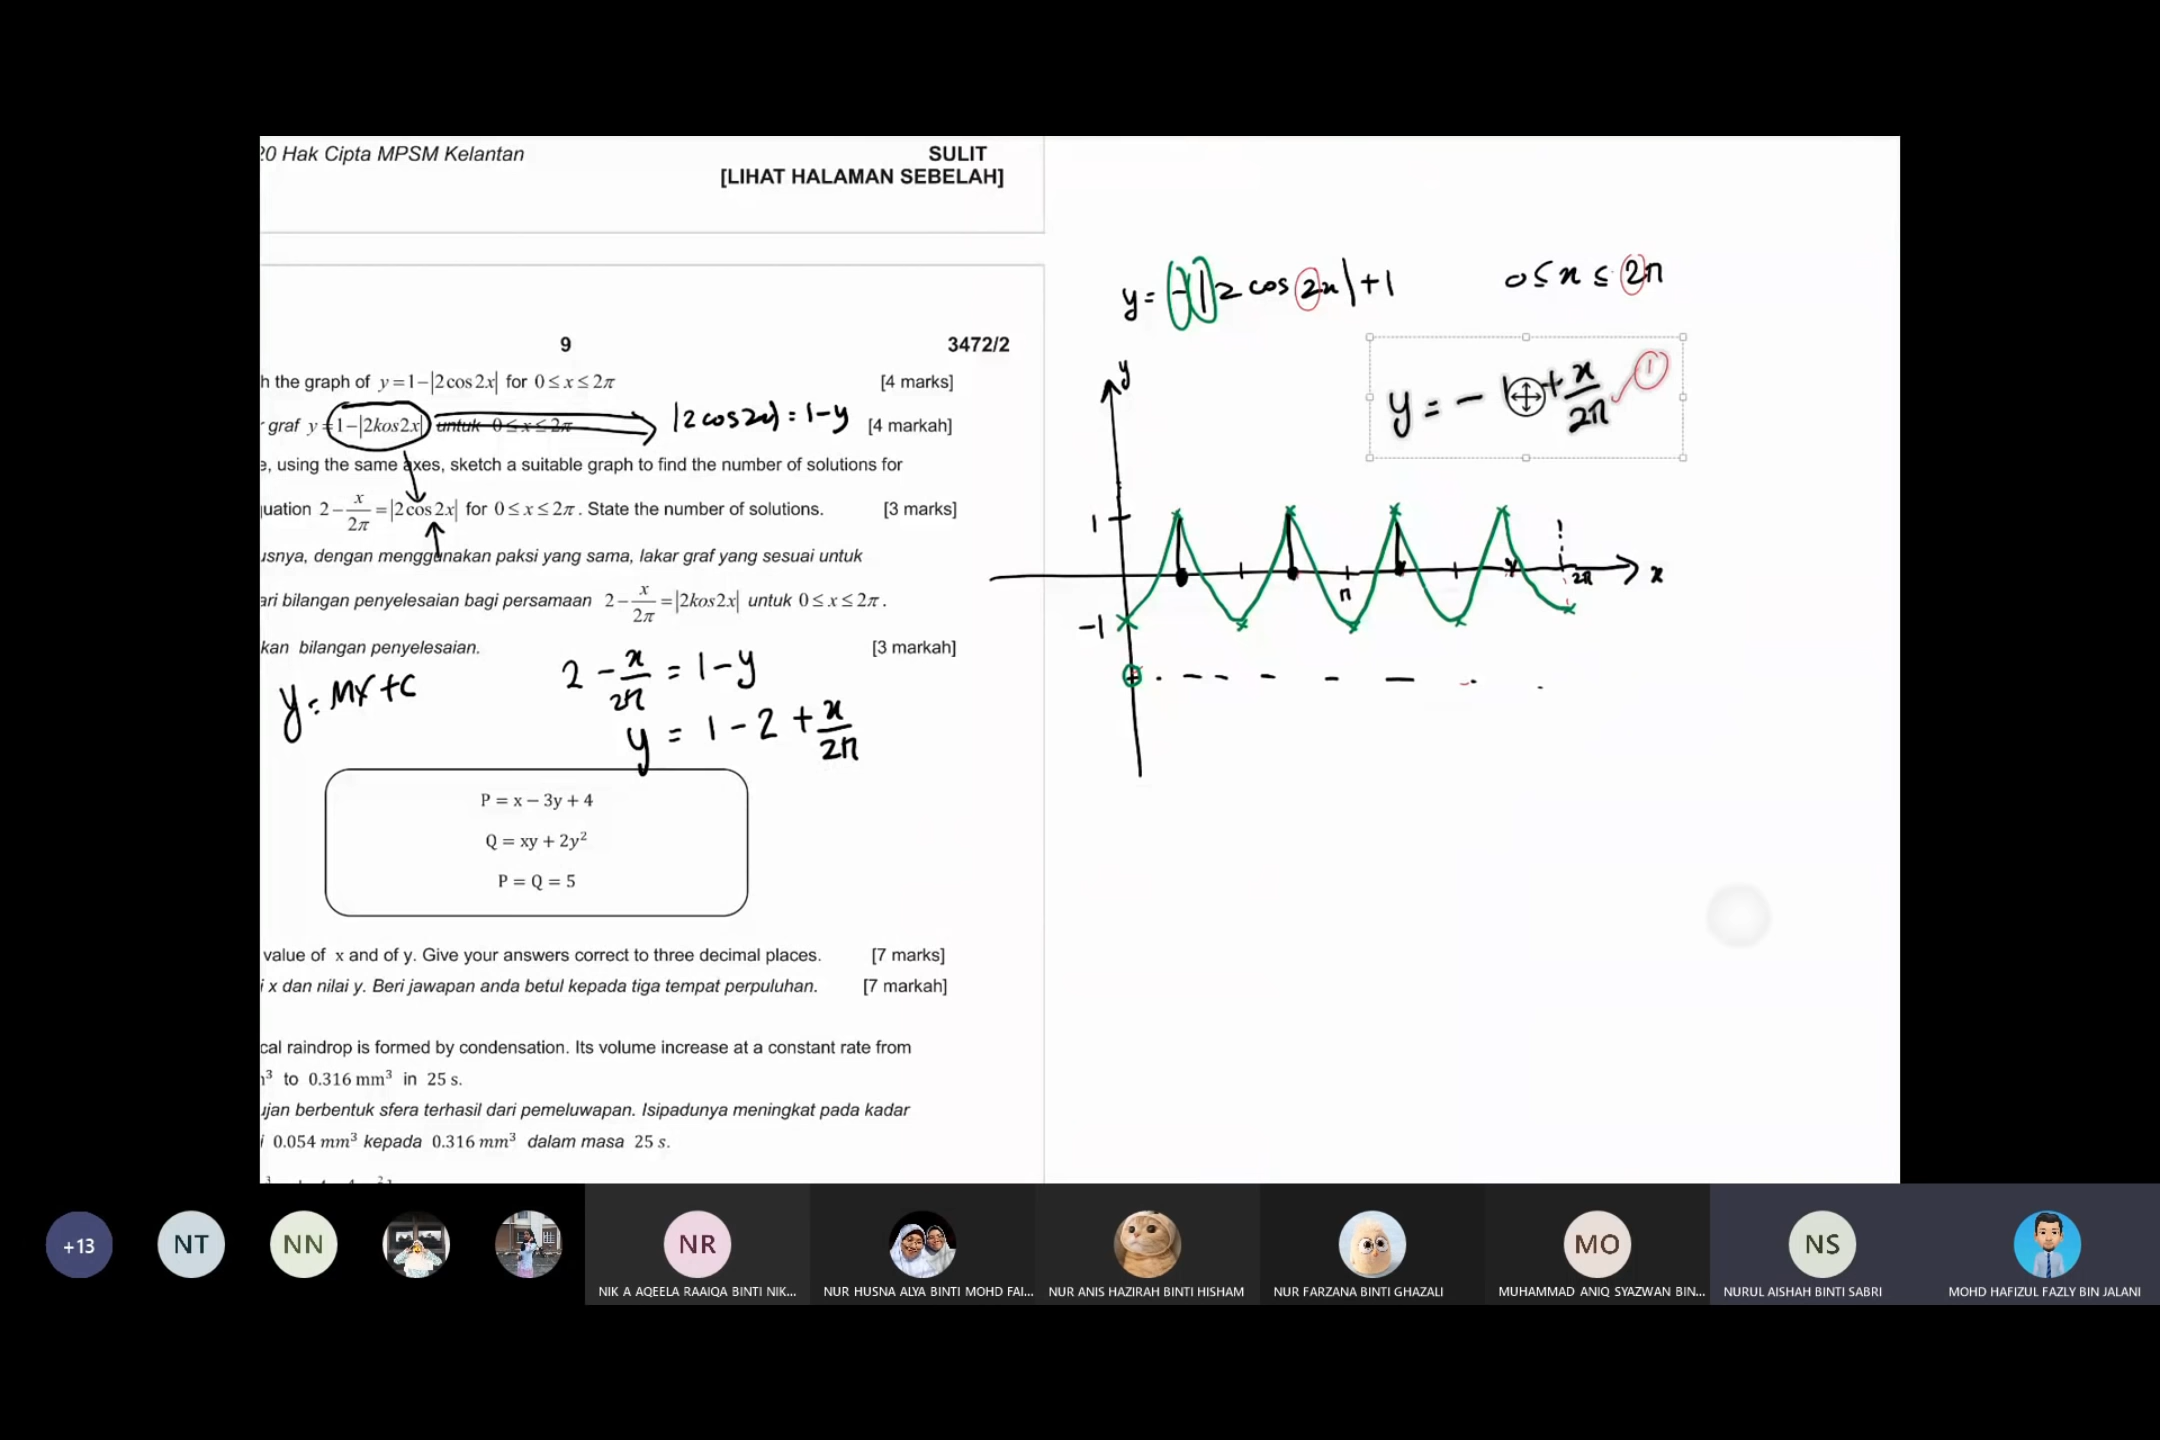 20 Hak Cipta MPSM Kelantan
SULIT
[LIHAT HALAMAN SEBELAH]
9
3472/2
h the graph of y=1−|2cos2x| for 0≤x≤2π [4 marks]
graf y=1−|2kos2x| untuk 0≤x≤2π [4 markah]
|2cos2x|=1−y
e, using the same axes, sketch a suitable graph to find the number of solutions for
quation 2−x/2π=|2cos2x| for 0≤x≤2π. State the number of solutions. [3 marks]
usnya, dengan menggunakan paksi yang sama, lakar graf yang sesuai untuk
ari bilangan penyelesaian bagi persamaan 2−x/2π=|2kos2x| untuk 0≤x≤2π.
kan bilangan penyelesaian. [3 markah]
y=mx+c
2−x/2π=1−y
y=1−2+x/2π
P = x − 3y + 4
Q = xy + 2y²
P = Q = 5
value of x and of y. Give your answers correct to three decimal places. [7 marks]
i x dan nilai y. Beri jawapan anda betul kepada tiga tempat perpuluhan. [7 markah]
cal raindrop is formed by condensation. Its volume increase at a constant rate from
³ to 0.316 mm³ in 25 s.
ujan berbentuk sfera terhasil dari pemeluwapan. Isipadunya meningkat pada kadar
i 0.054 mm³ kepada 0.316 mm³ dalam masa 25 s.
y=−|2cos2x|+1
0≤x≤2π
y=−1+x/2π
1
y
1
−1
π
2π
x
+13
NT
NN
NR
MO
NS
NIK A AQEELA RAAIQA BINTI NIK...
NUR HUSNA ALYA BINTI MOHD FAI...
NUR ANIS HAZIRAH BINTI HISHAM
NUR FARZANA BINTI GHAZALI
MUHAMMAD ANIQ SYAZWAN BIN...
NURUL AISHAH BINTI SABRI
MOHD HAFIZUL FAZLY BIN JALANI